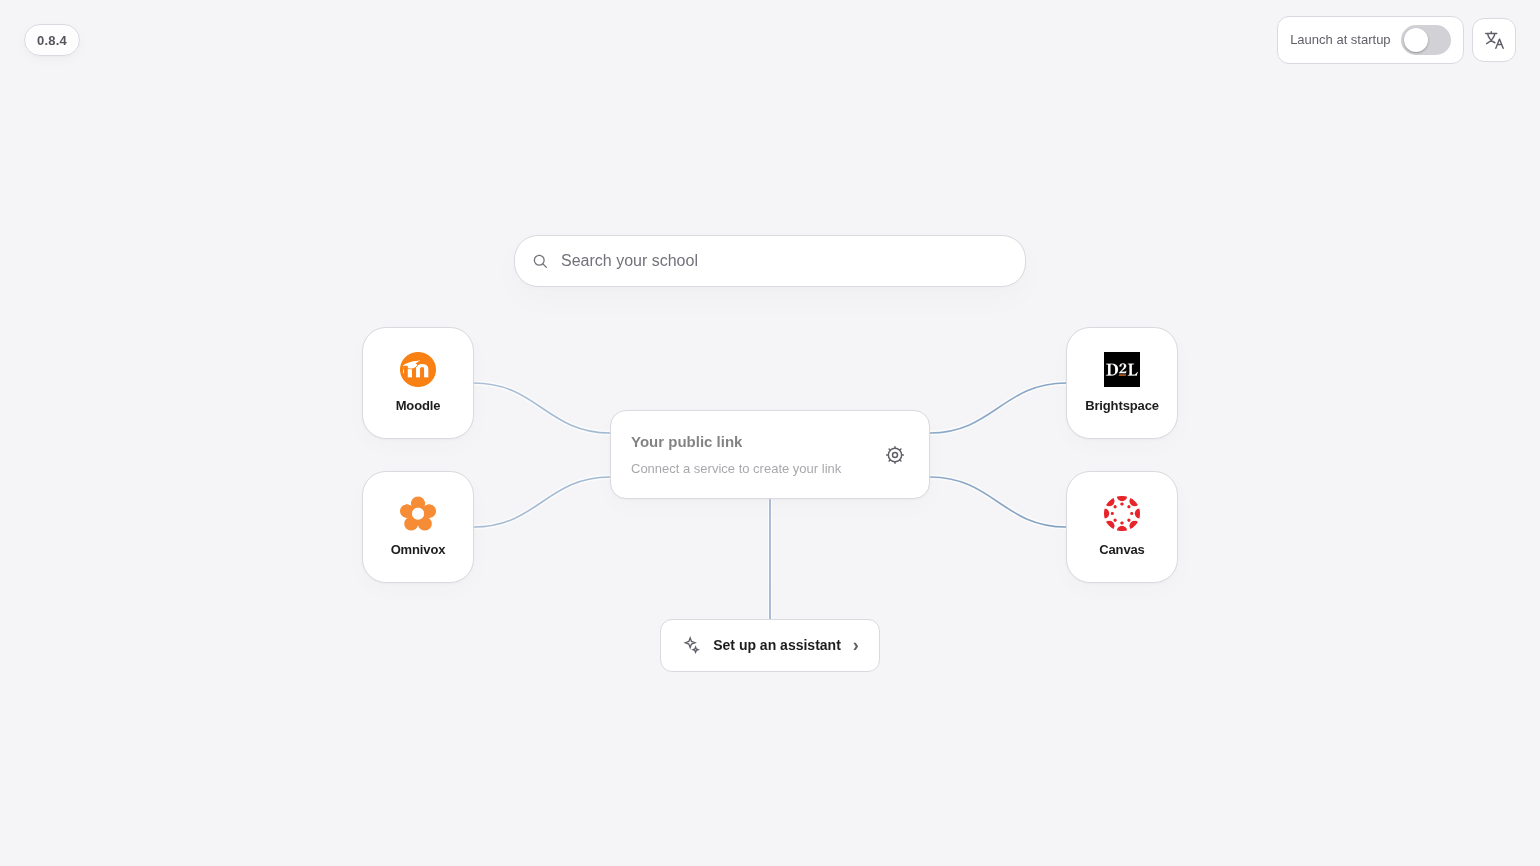 0.8.4
Launch at startup
Search your school
Moodle
D2L
Brightspace
Your public link
Connect a service to create your link
Omnivox
Canvas
Set up an assistant